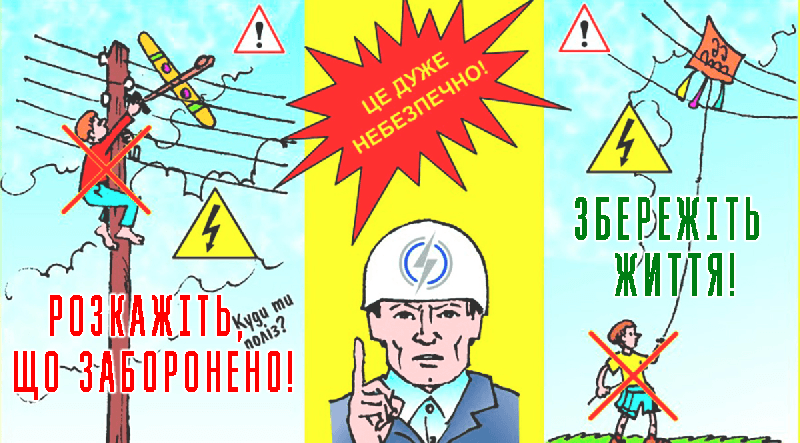 !
РОЗКАЖІТЬ,
ЩО ЗАБОРОНЕНО!
Куди ти
поліз?
ЦЕ ДУЖЕ
НЕБЕЗПЕЧНО!
!
ЗБЕРЕЖІТЬ
ЖИТТЯ!